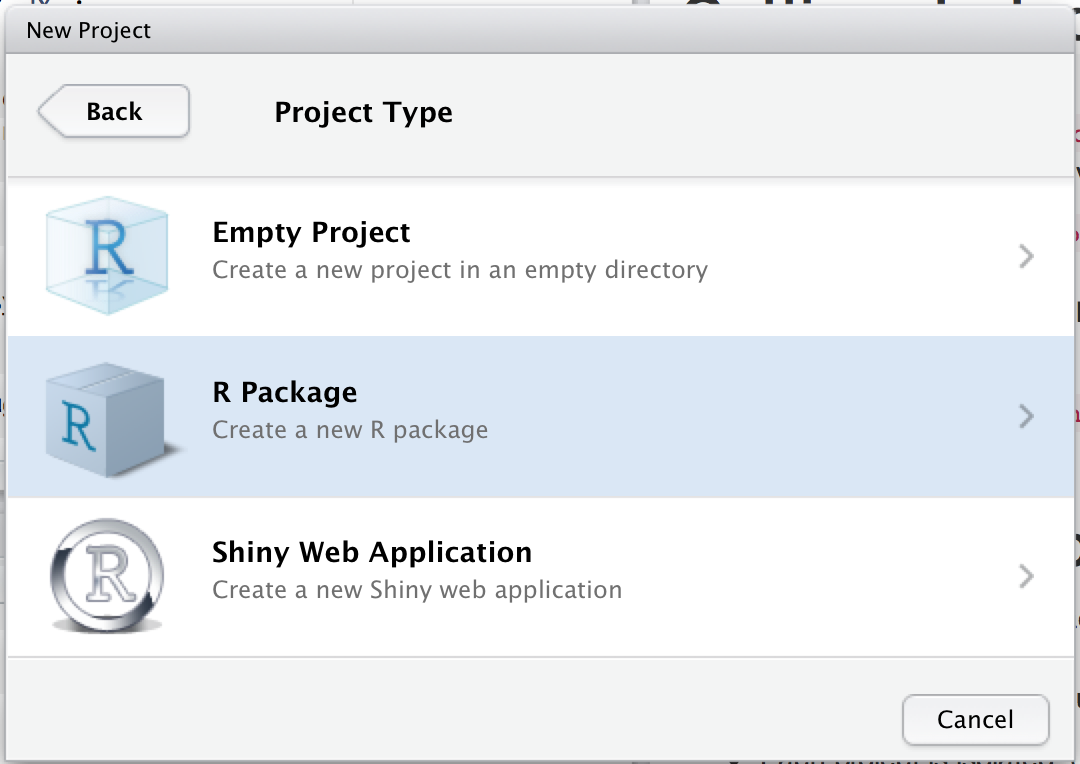 New Project
Back
Project Type
R
Empty Project
Create a new project in an empty directory
R
R Package
Create a new R package
R
Shiny Web Application
Create a new Shiny web application
Cancel